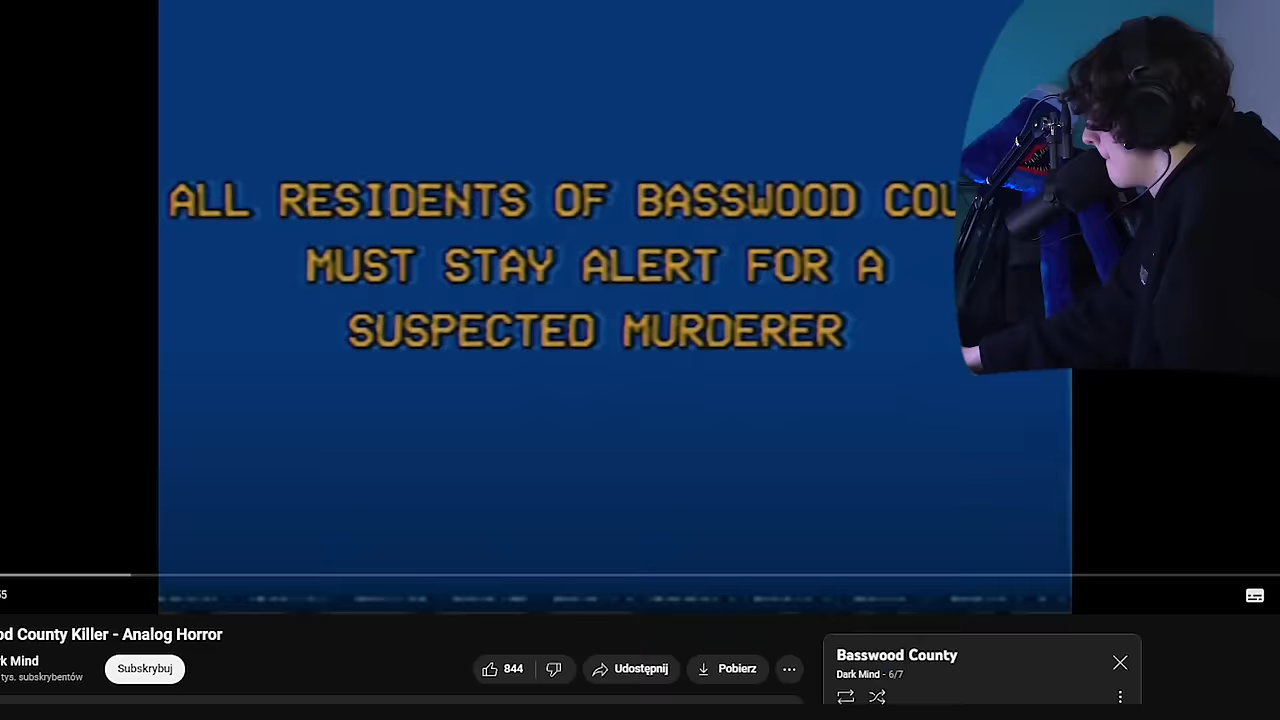 ALL RESIDENTS OF BASSWOOD COU
MUST STAY ALERT FOR A
SUSPECTED MURDERER
od County Killer - Analog Horror
rk Mind
tys. subskrybentów
Subskrybuj
844
Udostępnij
Pobierz
Basswood County
Dark Mind - 6/7